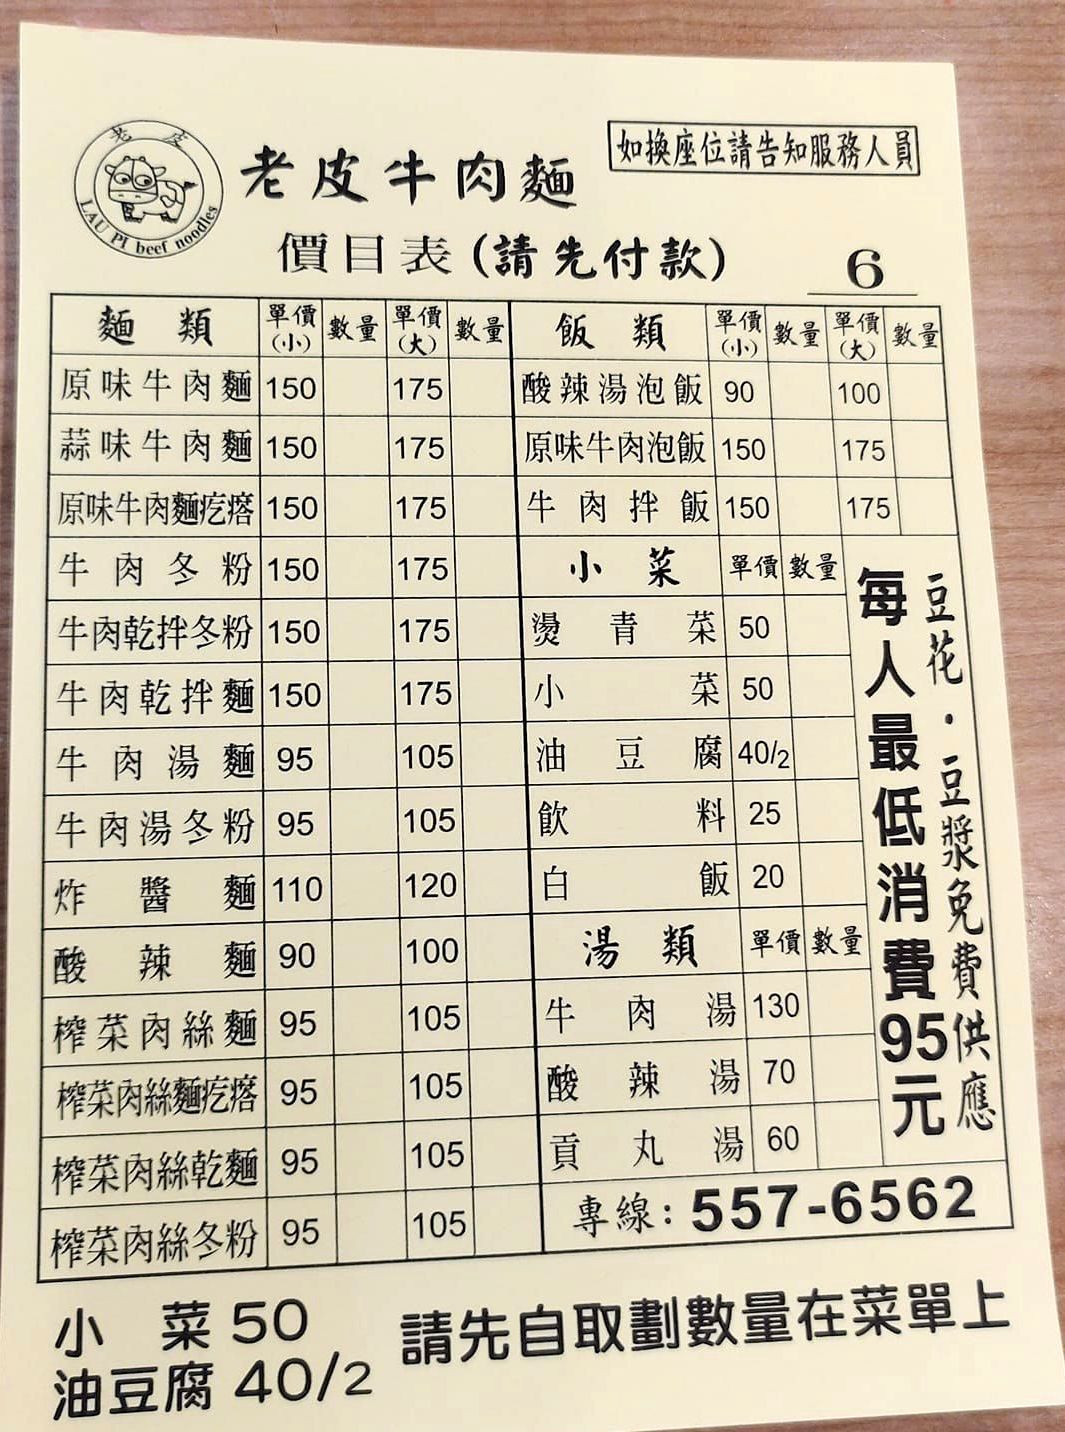 老皮
LAU PI beef noodles
老皮牛肉麵
如換座位請告知服務人員
價目表(請先付款)
6
麵類 單價(小) 數量 單價(大) 數量
原味牛肉麵 150 175
蒜味牛肉麵 150 175
原味牛肉麵疙瘩 150 175
牛肉冬粉 150 175
牛肉乾拌冬粉 150 175
牛肉乾拌麵 150 175
牛肉湯麵 95 105
牛肉湯冬粉 95 105
炸醬麵 110 120
酸辣麵 90 100
榨菜肉絲麵 95 105
榨菜肉絲麵疙瘩 95 105
榨菜肉絲乾麵 95 105
榨菜肉絲冬粉 95 105
飯類 單價(小) 數量 單價(大) 數量
酸辣湯泡飯 90 100
原味牛肉泡飯 150 175
牛肉拌飯 150 175
小菜 單價 數量
燙青菜 50
小菜 50
油豆腐 40/2
飲料 25
白飯 20
湯類 單價 數量
牛肉湯 130
酸辣湯 70
貢丸湯 60
豆花·豆漿免費供應
每人最低消費95元
專線:557-6562
小菜 50
油豆腐 40/2
請先自取劃數量在菜單上